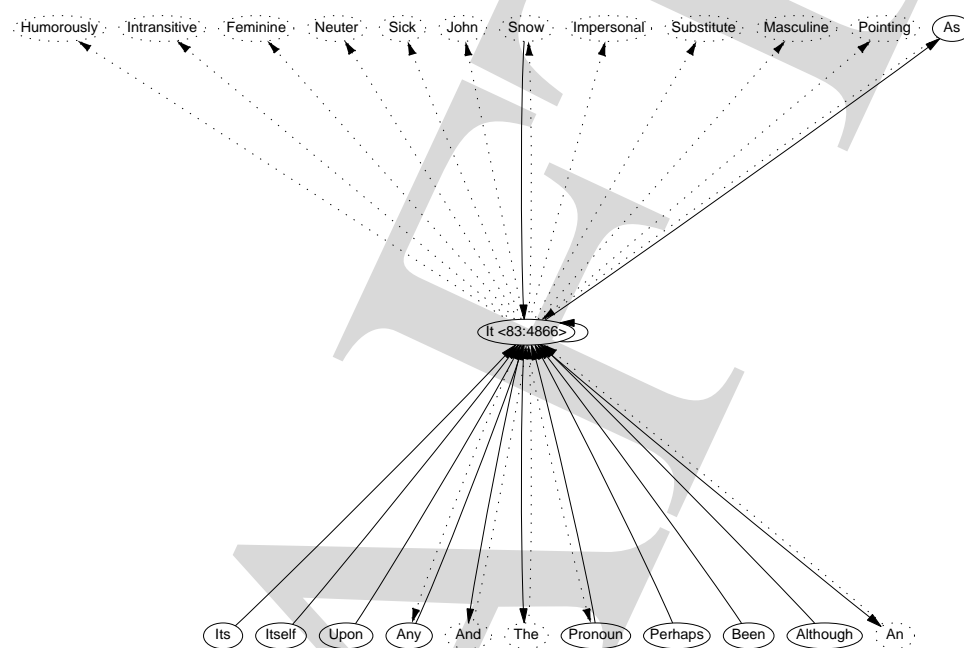 Humorously Intransitive Feminine Neuter Sick John Snow Impersonal Substitute Masculine Pointing As
It <83:4866>
Its Itself Upon Any And The Pronoun Perhaps Been Although An